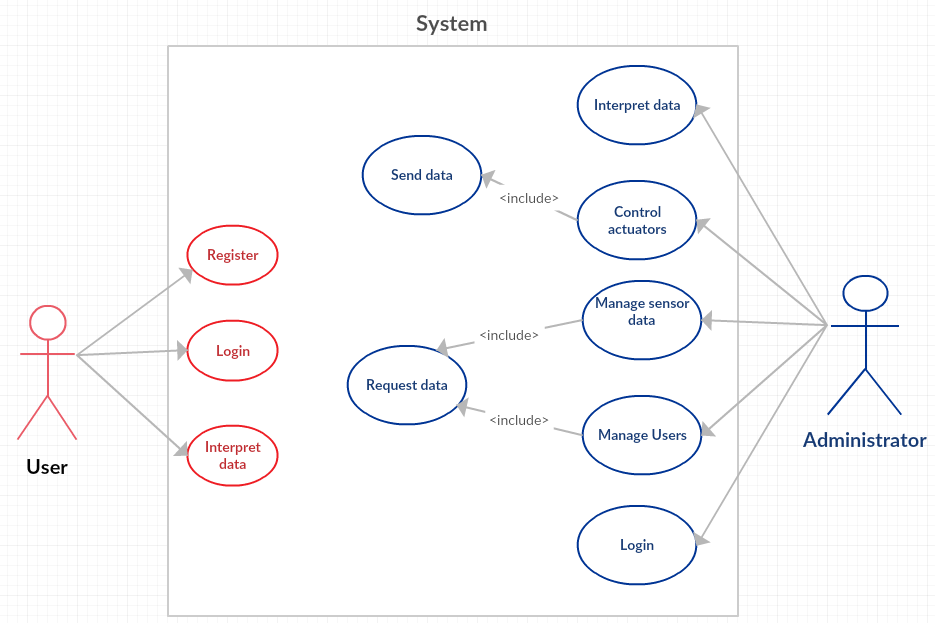 System
Interpret data
Send data
<include>
Control
actuators
Register
Manage sensor
data
<include>
Login
Request data
<include>
Manage Users
Administrator
Interpret
data
User
Login